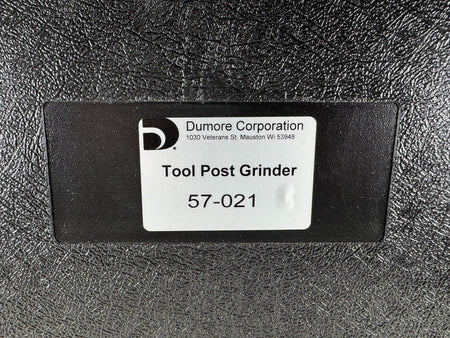 Dumore Corporation
1030 Veterans St. Mauston Wi 53948
Tool Post Grinder
57-021